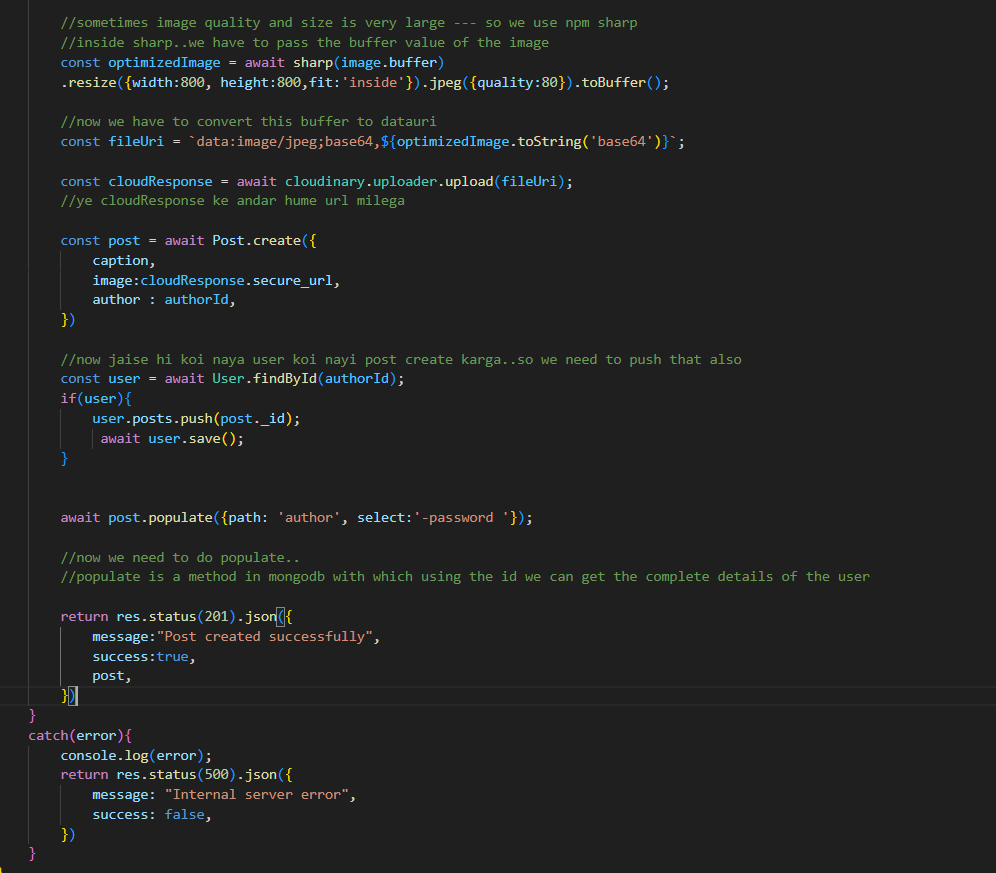 //sometimes image quality and size is very large --- so we use npm sharp
//inside sharp..we have to pass the buffer value of the image
const optimizedImage = await sharp(image.buffer)
.resize({width:800, height:800,fit:'inside'}).jpeg({quality:80}).toBuffer();
//now we have to convert this buffer to datauri
const fileUri = `data:image/jpeg;base64,${optimizedImage.toString('base64')}`;
const cloudResponse = await cloudinary.uploader.upload(fileUri);
//ye cloudResponse ke andar hume url milega
const post = await Post.create({
caption,
image:cloudResponse.secure_url,
author : authorId,
})
//now jaise hi koi naya user koi nayi post create karga..so we need to push that also
const user = await User.findById(authorId);
if(user){
user.posts.push(post._id);
await user.save();
}
await post.populate({path: 'author', select:'-password '});
//now we need to do populate..
//populate is a method in mongodb with which using the id we can get the complete details of the user
return res.status(201).json({
message:"Post created successfully",
success:true,
post,
})
}
catch(error){
console.log(error);
return res.status(500).json({
message: "Internal server error",
success: false,
})
}